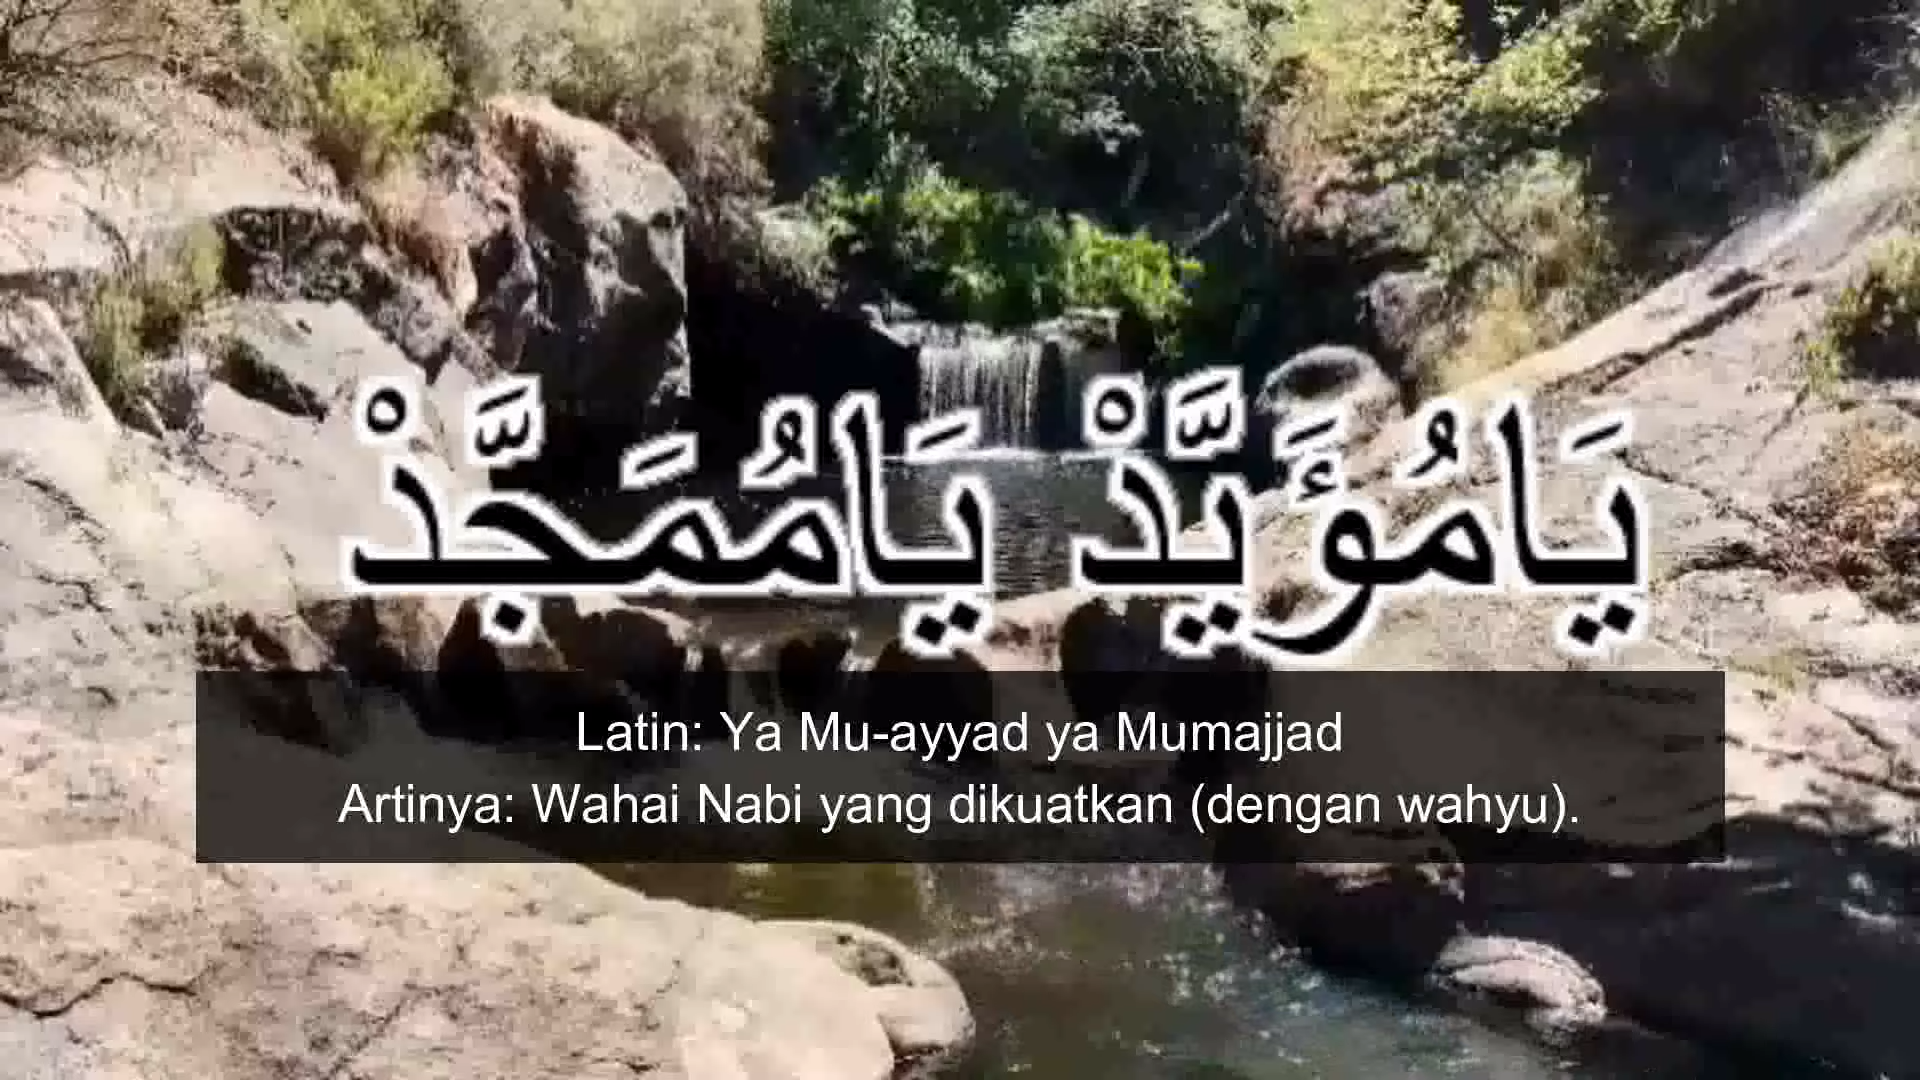 يَامُؤَيَّدْ يَامُمَجَّدْ
Latin: Ya Mu-ayyad ya Mumajjad
Artinya: Wahai Nabi yang dikuatkan (dengan wahyu).